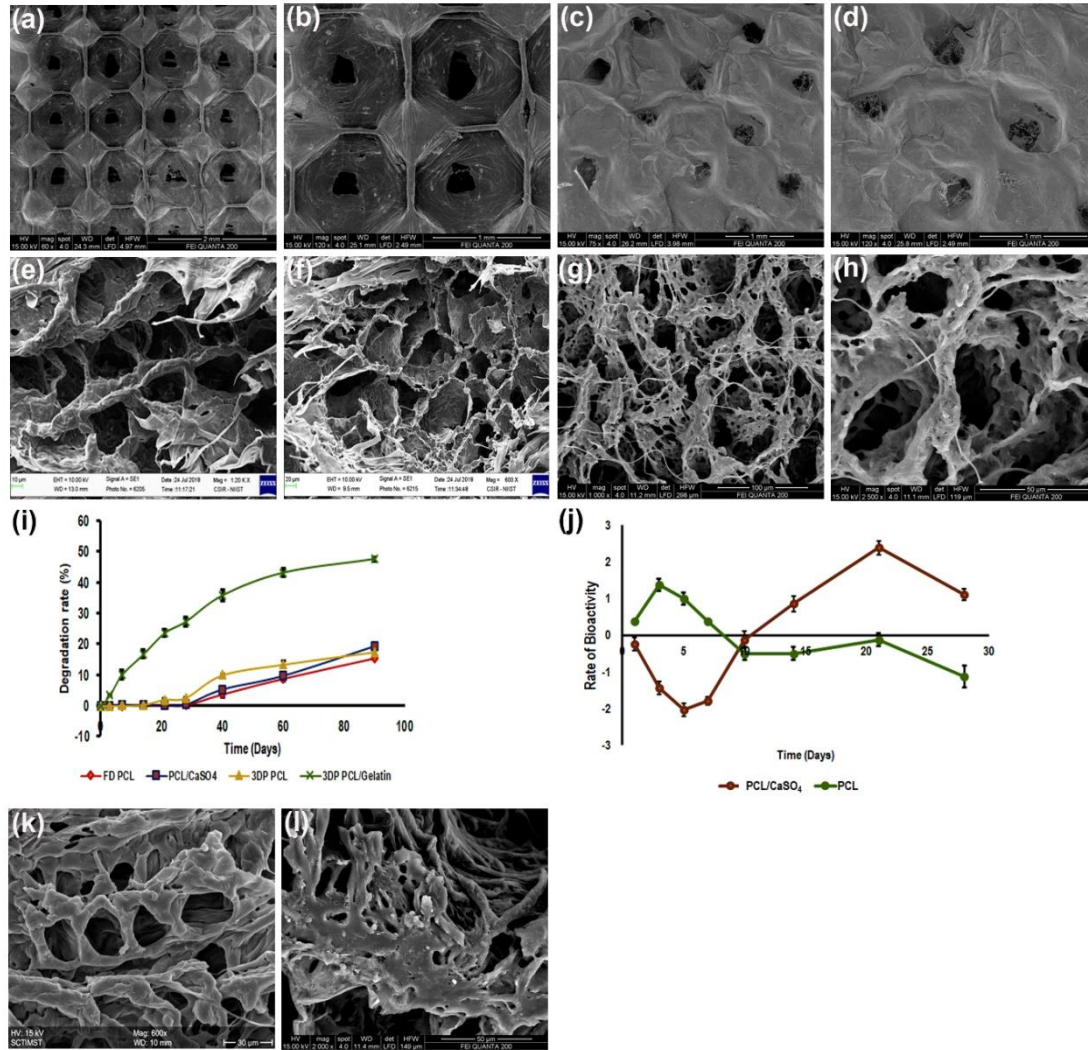 (a)
HV mag spot WD det HFW 2 mm
15.00 kV 60 x 4.0 24.3 mm LFD 4.97 mm FEI QUANTA 200
(b)
HV mag spot WD det HFW 1 mm
15.00 kV 120 x 4.0 25.1 mm LFD 2.49 mm FEI QUANTA 200
(c)
HV mag spot WD det HFW 1 mm
15.00 kV 75 x 4.0 26.2 mm LFD 3.98 mm FEI QUANTA 200
(d)
HV mag spot WD det HFW 1 mm
15.00 kV 120 x 4.0 25.8 mm LFD 2.49 mm FEI QUANTA 200
(e)
10 µm EHT = 10.00 kV Signal A = SE1 Date :24 Jul 2019 Mag = 1.20 K X ZEISS
WD = 13.0 mm Photo No. = 6205 11:17:21 CSIR - NIIST
(f)
20 µm EHT = 10.00 kV Signal A = SE1 Date :24 Jul 2019 Mag = 600 X ZEISS
WD = 9.5 mm Photo No. = 6215 11:34:49 CSIR - NIIST
(g)
HV mag spot WD det HFW 100 µm
15.00 kV 1 000 x 4.0 11.2 mm LFD 298 µm FEI QUANTA 200
(h)
HV mag spot WD det HFW 50 µm
15.00 kV 2 500 x 4.0 11.1 mm LFD 119 µm FEI QUANTA 200
(i)
Degradation rate (%)
60
50
40
30
20
10
0
-10
0 20 40 60 80 100
Time (Days)
FD PCL PCL/CaSO4 3DP PCL 3DP PCL/Gelatin
(j)
Rate of Bioactivity
3
2
1
0
-1
-2
-3
0 5 10 15 20 25 30
Time (Days)
PCL/CaSO₄ PCL
(k)
HV: 15 kV Mag: 600x
SCTIMST WD: 10 mm 30 µm
(l)
HV mag spot WD det HFW 50 µm
15.00 kV 2 000 x 4.0 11.4 mm LFD 149 µm FEI QUANTA 200